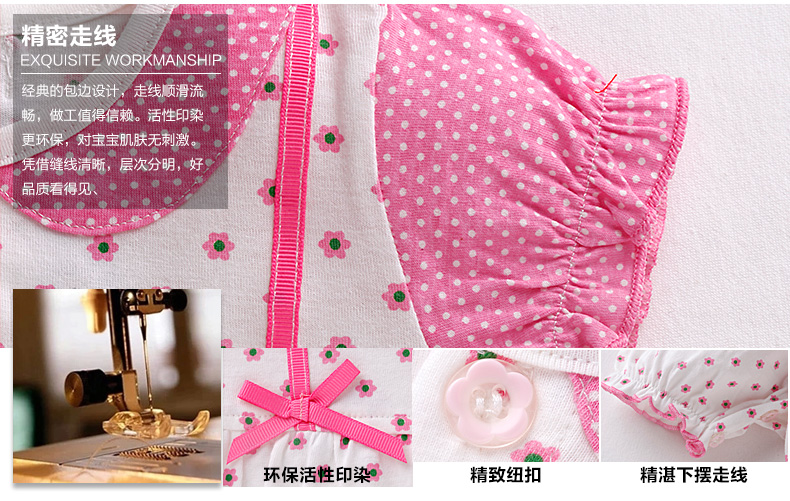 精密走线
EXQUISITE WORKMANSHIP
经典的包边设计，走线顺滑流
畅，做工值得信赖。活性印染
更环保，对宝宝肌肤无刺激。
凭借缝线清晰，层次分明，好
品质看得见、
环保活性印染
精致纽扣
精湛下摆走线